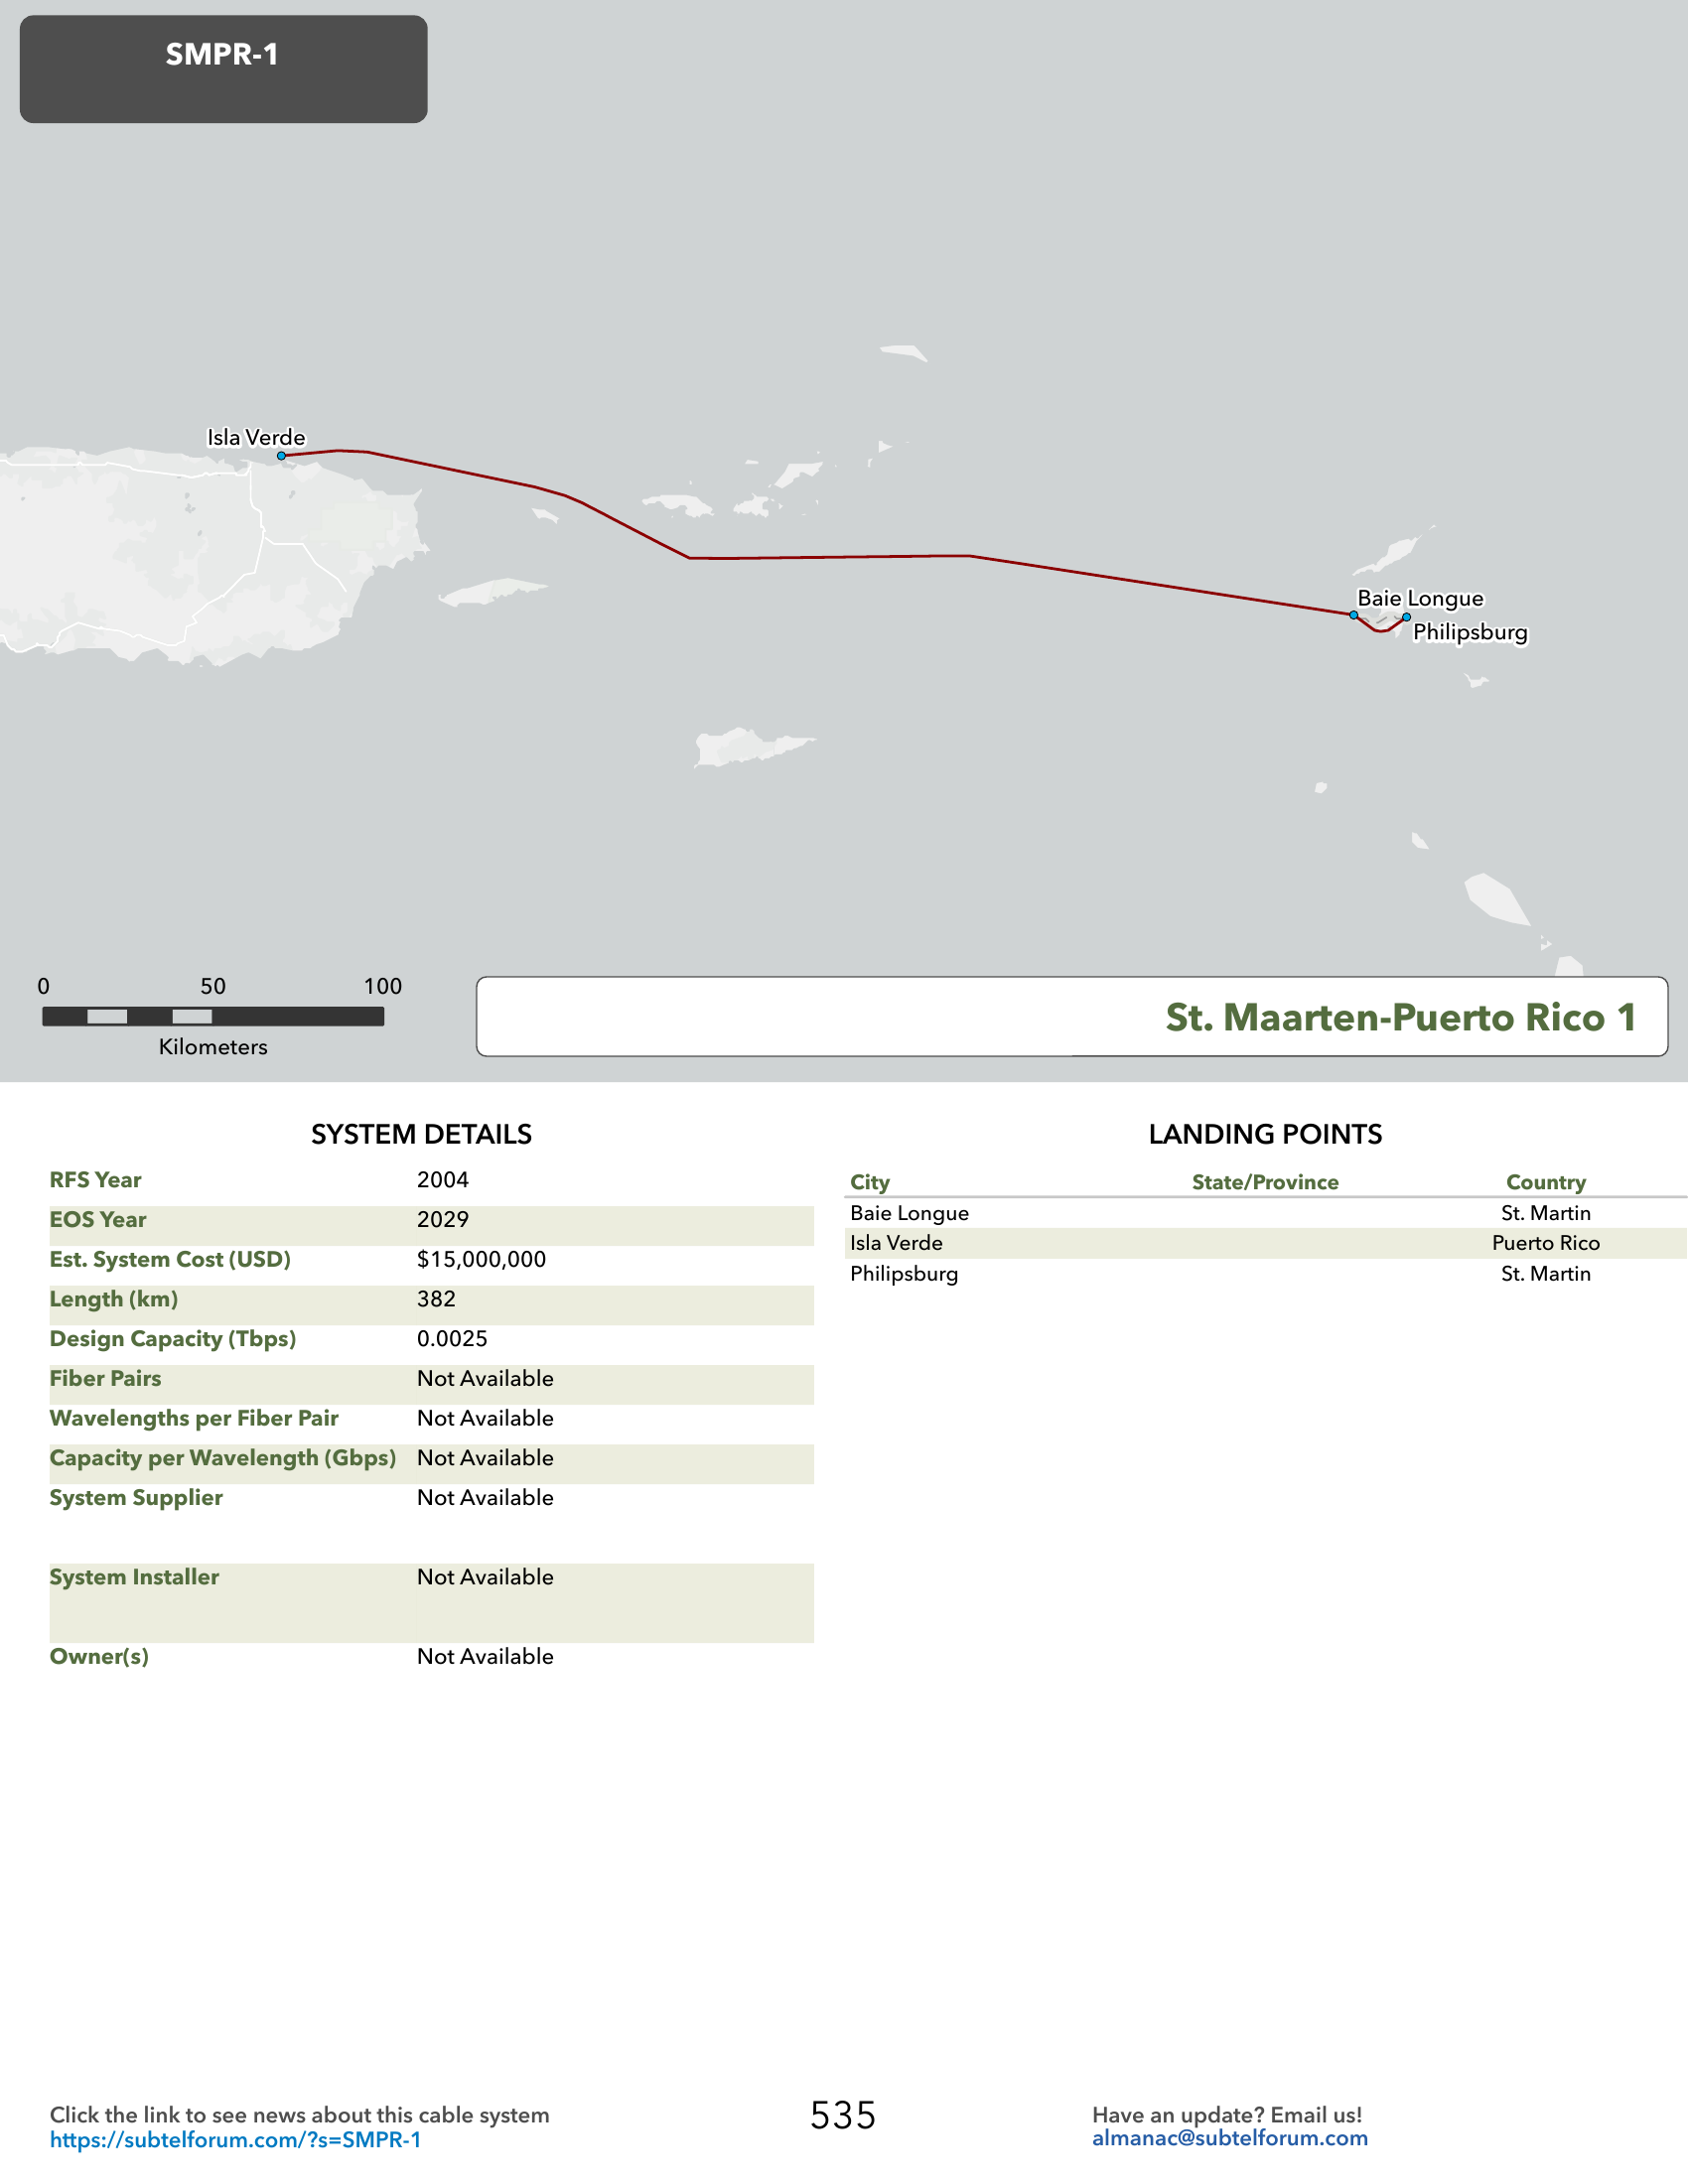 SMPR-1
Isla Verde
Baie Longue
Philipsburg
0 50 100
Kilometers
St. Maarten-Puerto Rico 1
SYSTEM DETAILS
RFS Year 2004
EOS Year 2029
Est. System Cost (USD) $15,000,000
Length (km) 382
Design Capacity (Tbps) 0.0025
Fiber Pairs Not Available
Wavelengths per Fiber Pair Not Available
Capacity per Wavelength (Gbps) Not Available
System Supplier Not Available
System Installer Not Available
Owner(s) Not Available
LANDING POINTS
City State/Province Country
Baie Longue St. Martin
Isla Verde Puerto Rico
Philipsburg St. Martin
Click the link to see news about this cable system
https://subtelforum.com/?s=SMPR-1
535
Have an update? Email us!
almanac@subtelforum.com